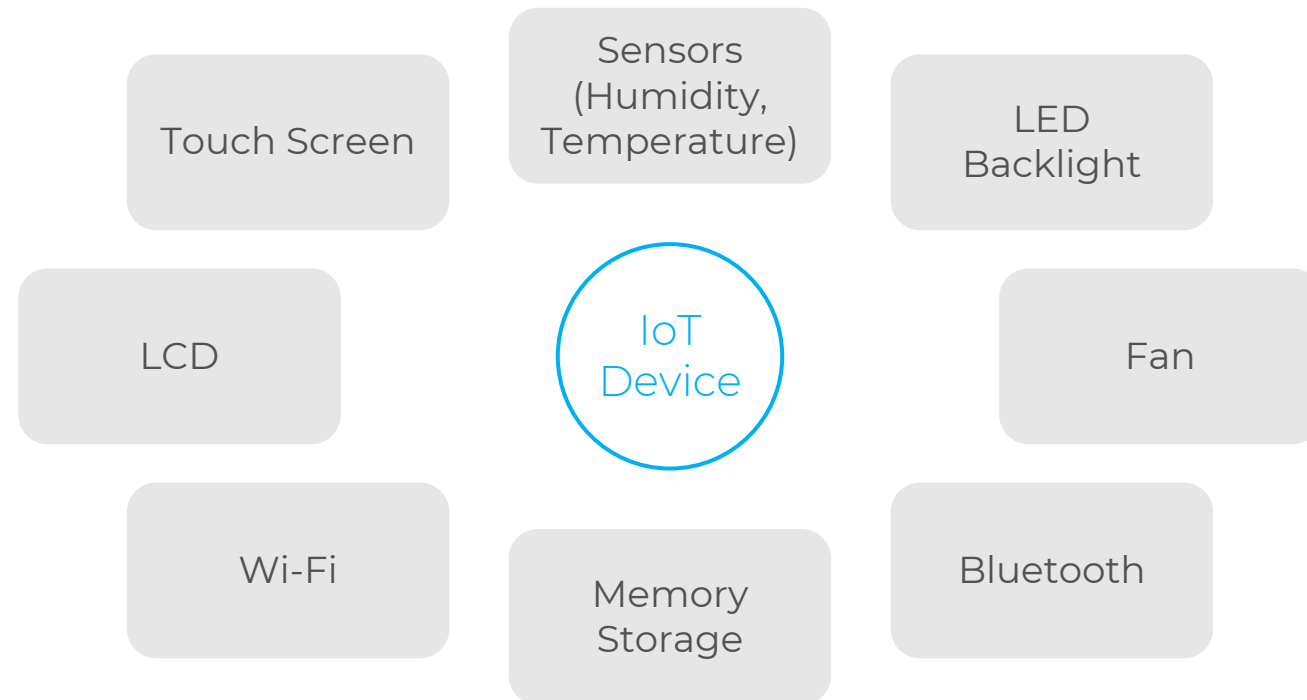 Sensors
(Humidity,
Temperature)
Touch Screen
LED
Backlight
LCD
IoT
Device
Fan
Wi-Fi
Memory
Storage
Bluetooth